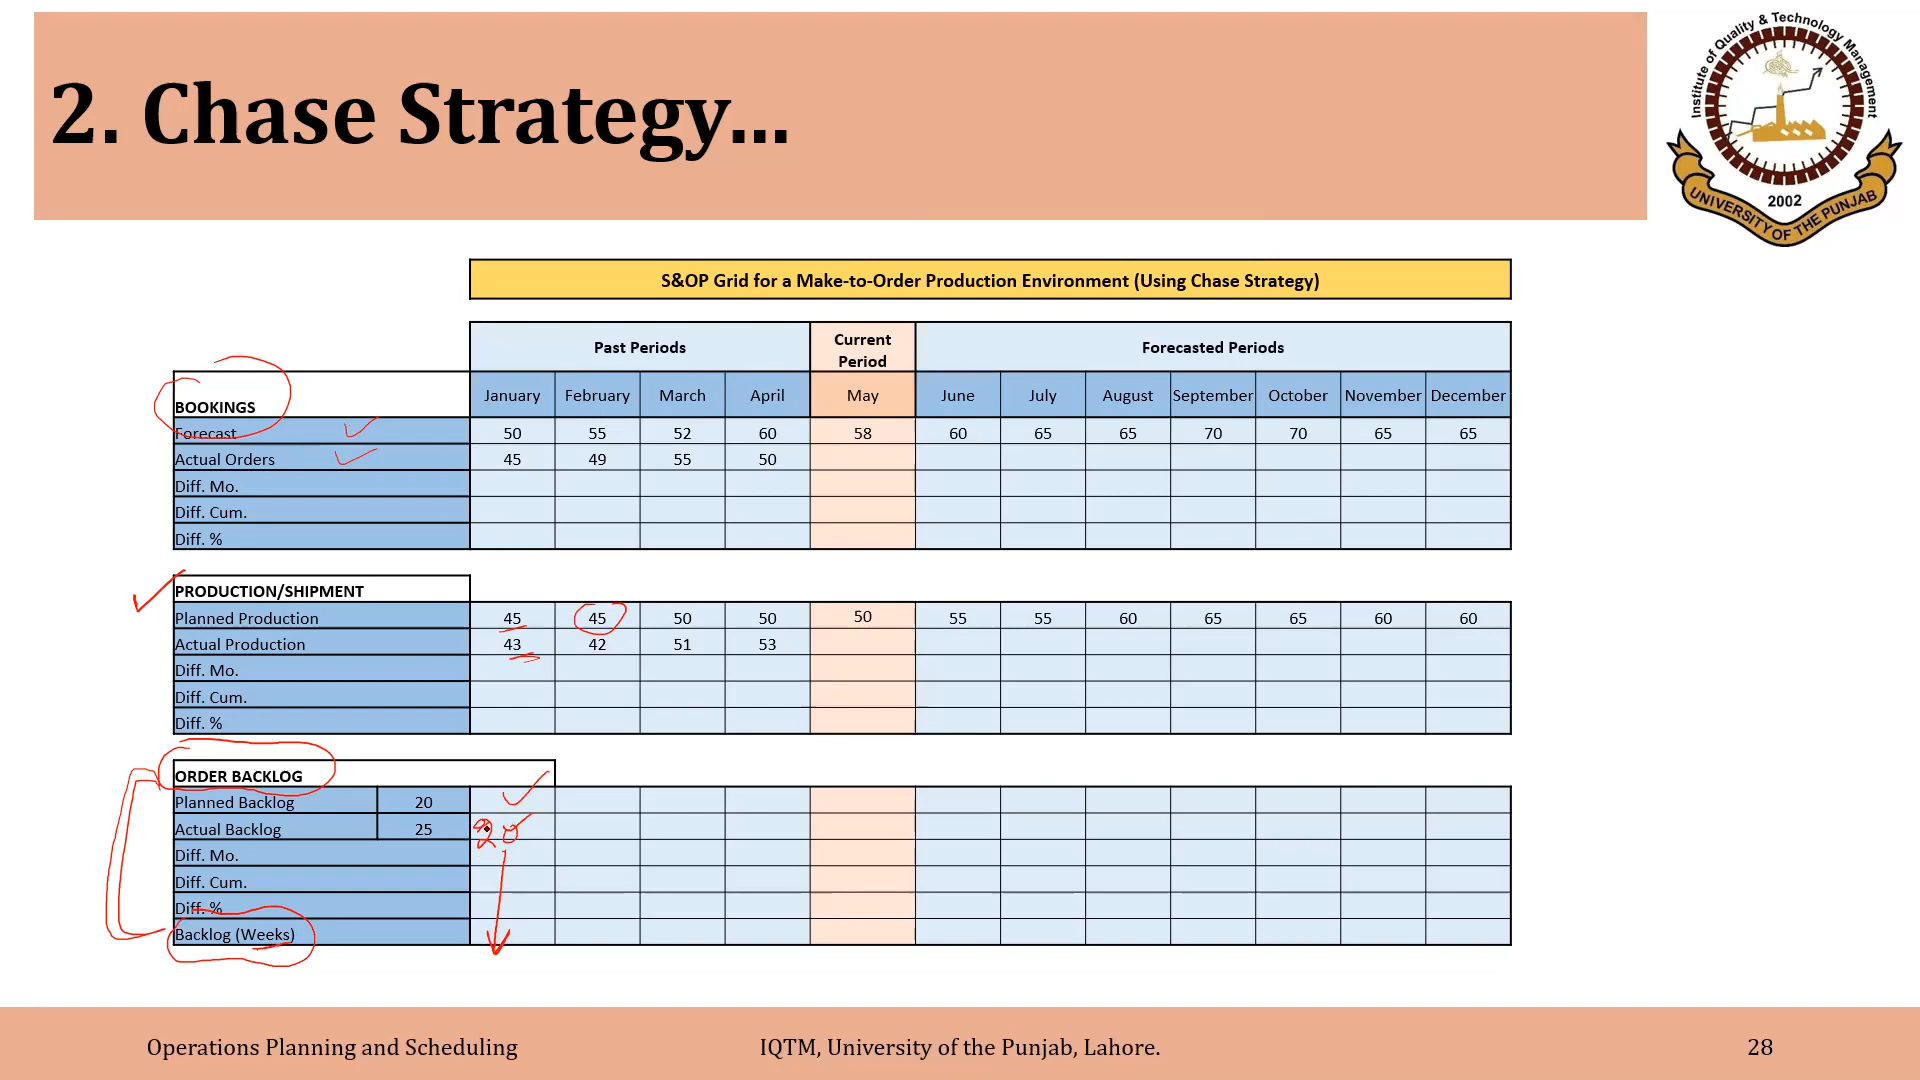 2. Chase Strategy...
Institute of Quality & Technology Management
2002
UNIVERSITY OF THE PUNJAB
S&OP Grid for a Make-to-Order Production Environment (Using Chase Strategy)
Past Periods Current Period Forecasted Periods
BOOKINGS January February March April May June July August September October November December
Forecast 50 55 52 60 58 60 65 65 70 70 65 65
Actual Orders 45 49 55 50
Diff. Mo.
Diff. Cum.
Diff. %
PRODUCTION/SHIPMENT
Planned Production 45 45 50 50 50 55 55 60 65 65 60 60
Actual Production 43 42 51 53
Diff. Mo.
Diff. Cum.
Diff. %
ORDER BACKLOG
Planned Backlog 20
Actual Backlog 25 20
Diff. Mo.
Diff. Cum.
Diff. %
Backlog (Weeks)
Operations Planning and Scheduling IQTM, University of the Punjab, Lahore. 28